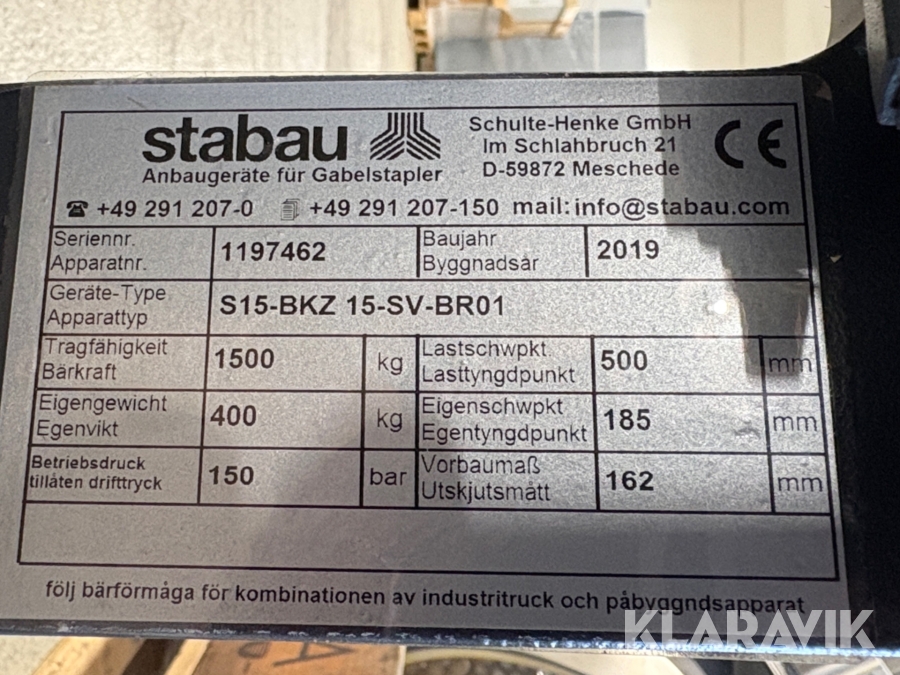 stabau
Anbaugeräte für Gabelstapler
Schulte-Henke GmbH
Im Schlahbruch 21
D-59872 Meschede
CE
+49 291 207-0 +49 291 207-150 mail: info@stabau.com
Seriennr.
Apparatnr.
1197462
Baujahr
Byggnadsår
2019
Geräte-Type
Apparattyp
S15-BKZ 15-SV-BR01
Tragfähigkeit
Bärkraft
1500
kg
Lastschwpkt.
Lasttyngdpunkt
500
mm
Eigengewicht
Egenvikt
400
kg
Eigenschwpkt
Egentyngdpunkt
185
mm
Betriebsdruck
tillåten drifttryck
150
bar
Vorbaumaß
Utskjutsmått
162
mm
följ bärförmåga för kombinationen av industritruck och påbyggndsapparat
KLARAVIK